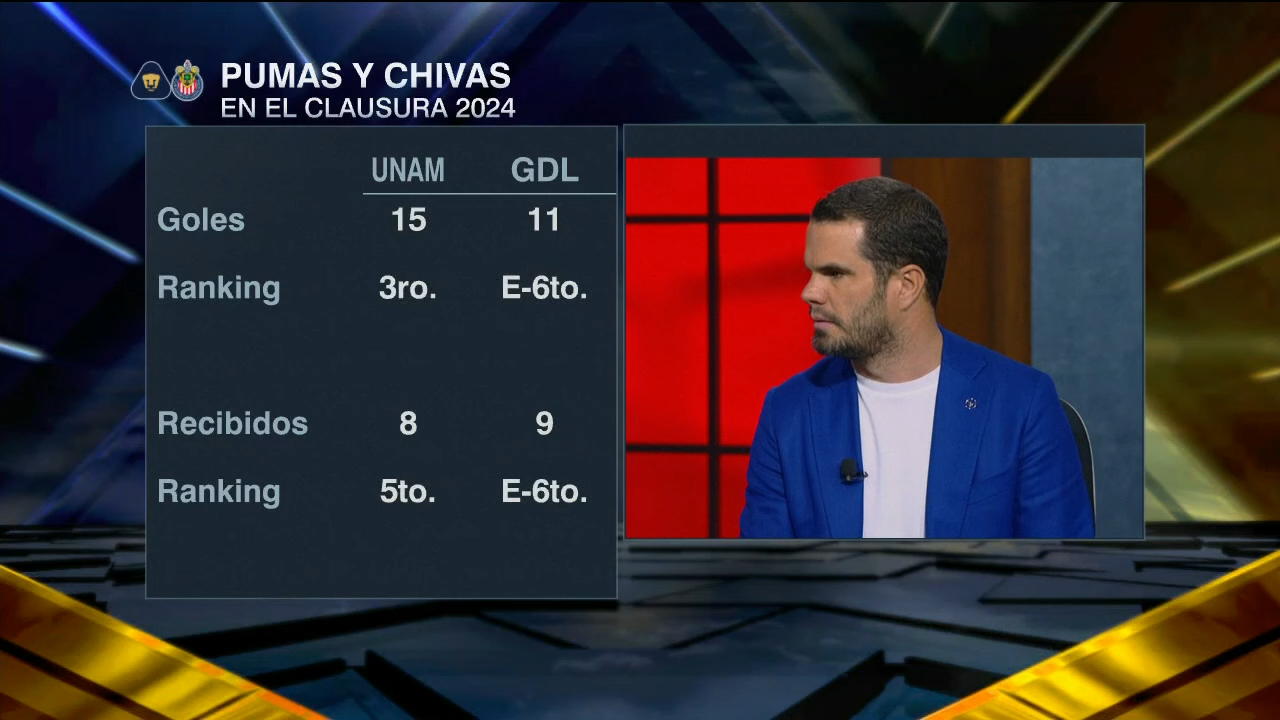 PUMAS Y CHIVAS
EN EL CLAUSURA 2024
UNAM GDL
Goles 15 11
Ranking 3ro. E-6to.
Recibidos 8 9
Ranking 5to. E-6to.